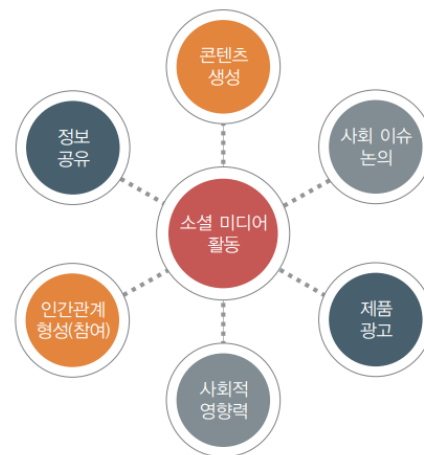 콘텐츠
생성
정보
공유
사회 이슈
논의
소셜 미디어
활동
인간관계
형성(참여)
제품
광고
사회적
영향력